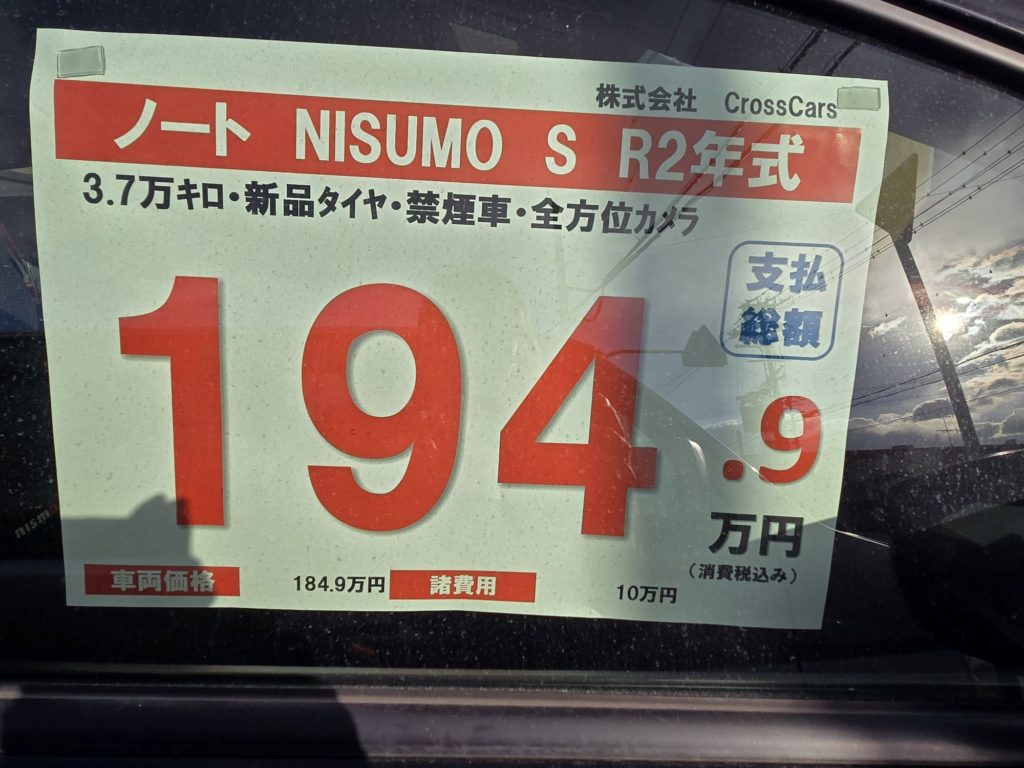 株式会社 CrossCars
ノート NISUMO S R2年式
3.7万キロ・新品タイヤ・禁煙車・全方位カメラ
支払
総額
194.9
万円
(消費税込み)
車両価格 184.9万円 諸費用 10万円